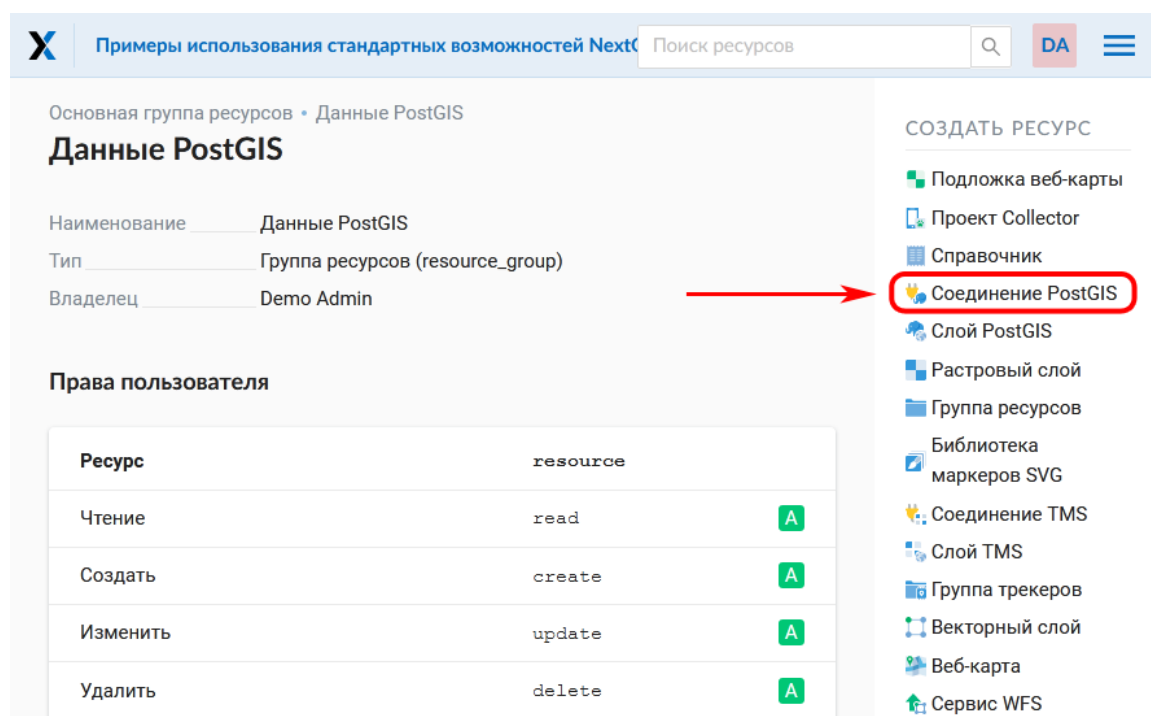 Примеры использования стандартных возможностей Next
Поиск ресурсов
DA
Основная группа ресурсов • Данные PostGIS
Данные PostGIS
Наименование Данные PostGIS
Тип Группа ресурсов (resource_group)
Владелец Demo Admin
Права пользователя
Ресурс resource
Чтение read A
Создать create A
Изменить update A
Удалить delete A
СОЗДАТЬ РЕСУРС
Подложка веб-карты
Проект Collector
Справочник
Соединение PostGIS
Слой PostGIS
Растровый слой
Группа ресурсов
Библиотека
маркеров SVG
Соединение TMS
Слой TMS
Группа трекеров
Векторный слой
Веб-карта
Сервис WFS